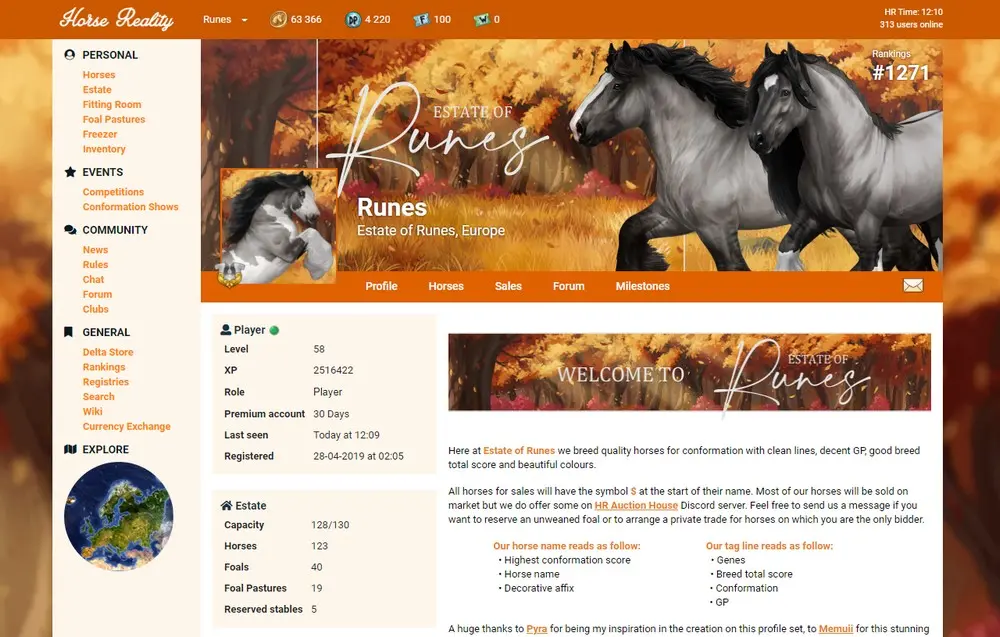 Horse Reality
Runes
63 366
4 220
100
0
HR Time: 12:10
313 users online
PERSONAL
Horses
Estate
Fitting Room
Foal Pastures
Freezer
Inventory
EVENTS
Competitions
Conformation Shows
COMMUNITY
News
Rules
Chat
Forum
Clubs
GENERAL
Delta Store
Rankings
Registries
Search
Wiki
Currency Exchange
EXPLORE
Rankings
#1271
ESTATE OF
Runes
Runes
Estate of Runes, Europe
Profile Horses Sales Forum Milestones
Player
Level 58
XP 2516422
Role Player
Premium account 30 Days
Last seen Today at 12:09
Registered 28-04-2019 at 02:05
Estate
Capacity 128/130
Horses 123
Foals 40
Foal Pastures 19
Reserved stables 5
WELCOME TO ESTATE OF
Runes
Here at Estate of Runes we breed quality horses for conformation with clean lines, decent GP, good breed
total score and beautiful colours.
All horses for sales will have the symbol $ at the start of their name. Most of our horses will be sold on
market but we do offer some on HR Auction House Discord server. Feel free to send us a message if you
want to reserve an unweaned foal or to arrange a private trade for horses on which you are the only bidder.
Our horse name reads as follow:
• Highest conformation score
• Horse name
• Decorative affix
Our tag line reads as follow:
• Genes
• Breed total score
• Conformation
• GP
A huge thanks to Pyra for being my inspiration in the creation on this profile set, to Memuii for this stunning